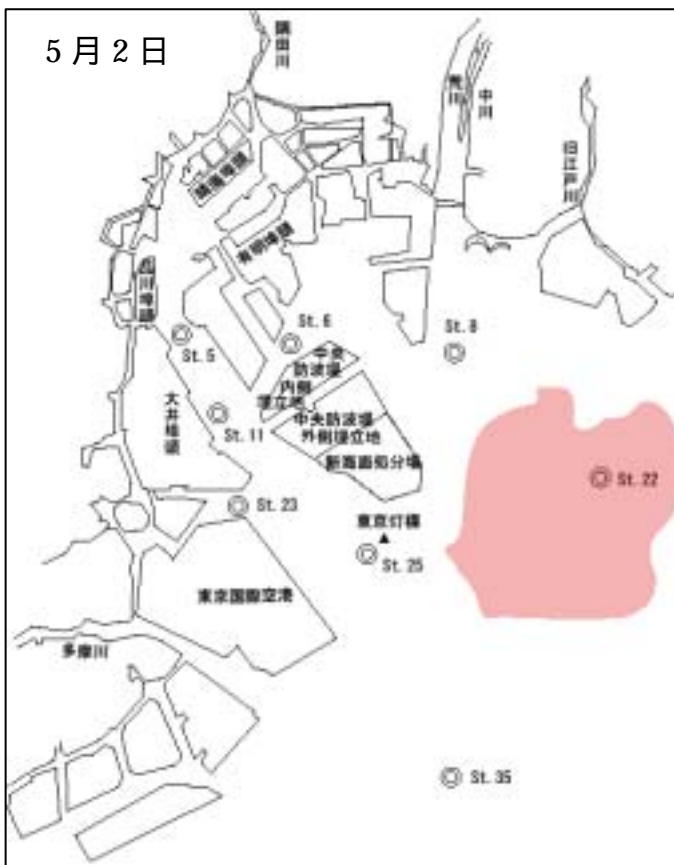 5月2日
隅田川
荒川
中川
旧江戸川
晴海埠頭
有明埠頭
品川埠頭
St. 5
St. 6
St. 8
中央
防波堤
内側
埋立地
大井埠頭
St. 11
中央防波堤
外側埋立地
新海面処分場
St. 22
St. 23
東京灯標
St. 25
東京国際空港
多摩川
St. 35